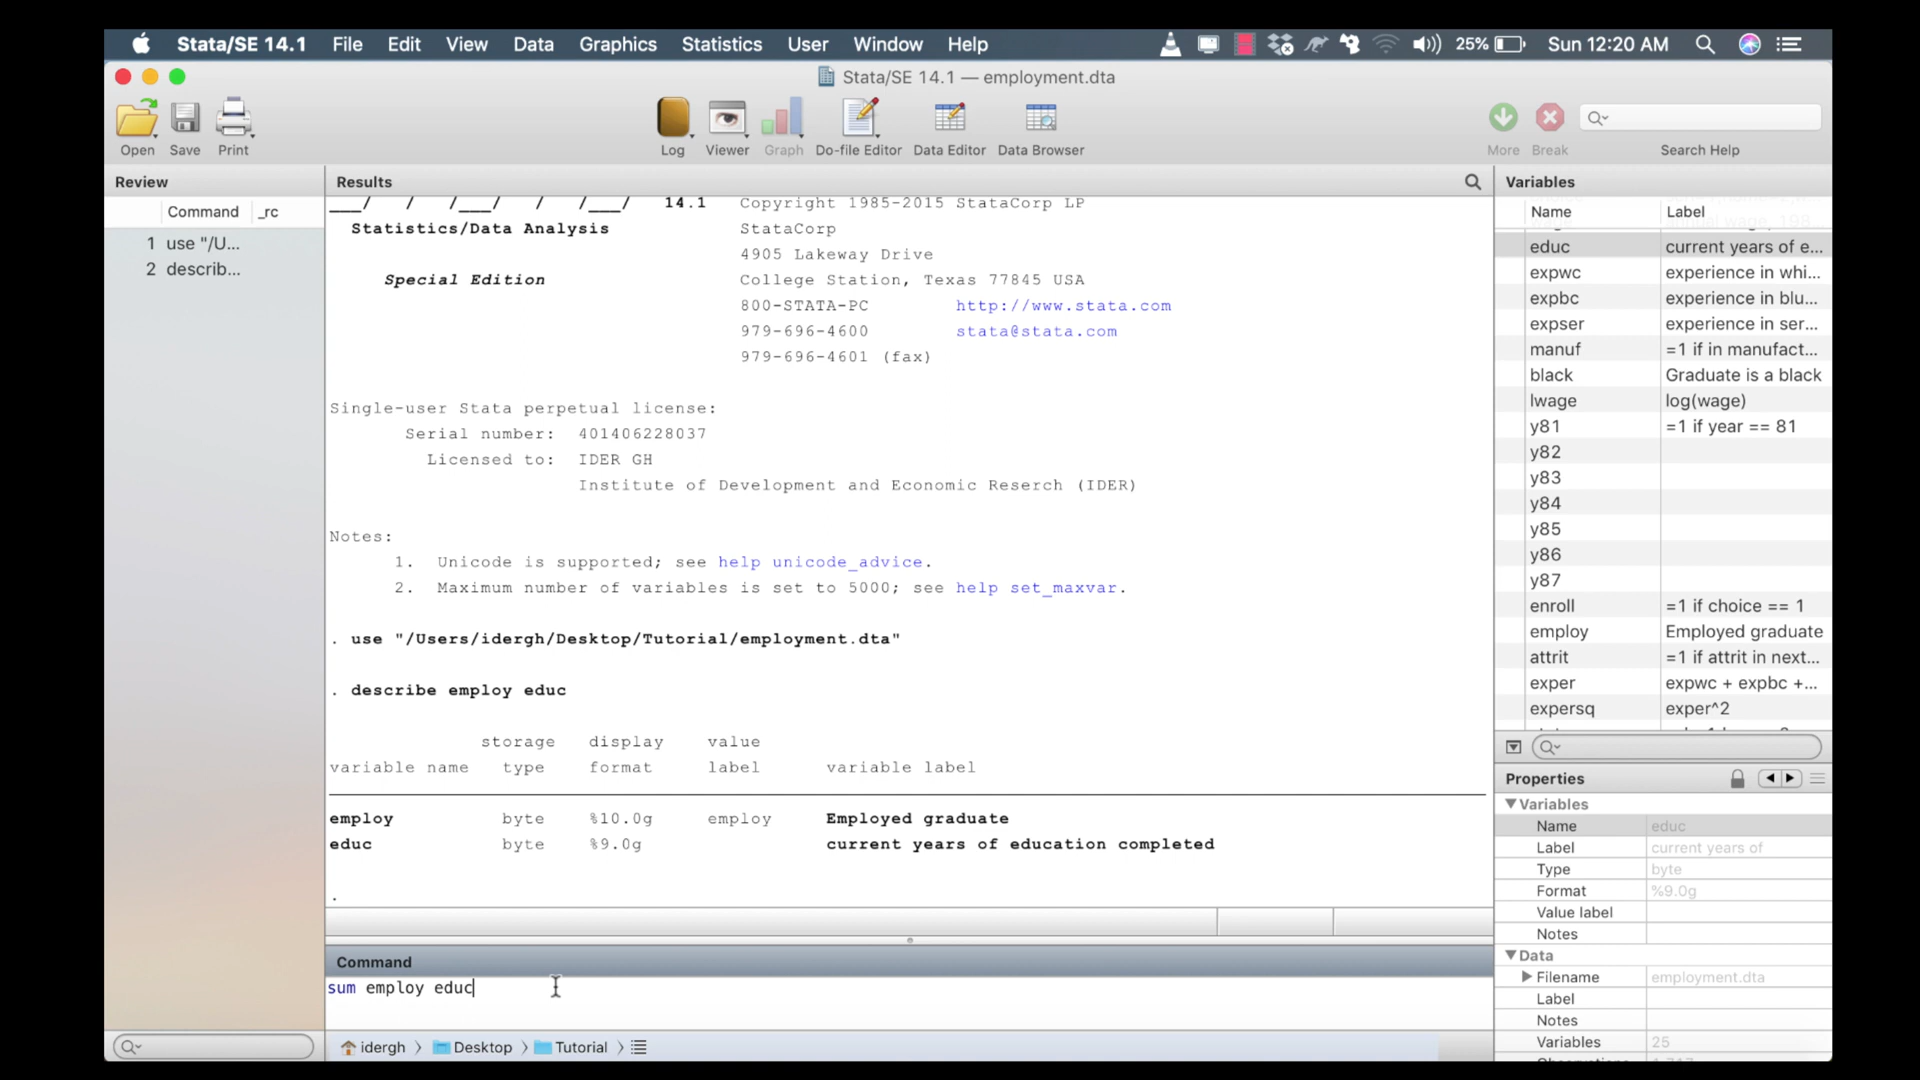 Stata/SE 14.1 File Edit View Data Graphics Statistics User Window Help 25% Sun 12:20 AM
Stata/SE 14.1 — employment.dta
Open Save Print Log Viewer Graph Do-file Editor Data Editor Data Browser More Break Search Help
Review
Command _rc
1 use "/U...
2 describ...
Results
___/ / /___/ / /___/ 14.1 Copyright 1985-2015 StataCorp LP
Statistics/Data Analysis StataCorp
4905 Lakeway Drive
Special Edition College Station, Texas 77845 USA
800-STATA-PC http://www.stata.com
979-696-4600 stata@stata.com
979-696-4601 (fax)
Single-user Stata perpetual license:
Serial number: 401406228037
Licensed to: IDER GH
Institute of Development and Economic Reserch (IDER)
Notes:
1. Unicode is supported; see help unicode_advice.
2. Maximum number of variables is set to 5000; see help set_maxvar.
. use "/Users/idergh/Desktop/Tutorial/employment.dta"
. describe employ educ
storage display value
variable name type format label variable label
employ byte %10.0g employ Employed graduate
educ byte %9.0g current years of education completed
.
Command
sum employ educ
idergh Desktop Tutorial
Variables
Name Label
educ current years of e...
expwc experience in whi...
expbc experience in blu...
expser experience in ser...
manuf =1 if in manufact...
black Graduate is a black
lwage log(wage)
y81 =1 if year == 81
y82
y83
y84
y85
y86
y87
enroll =1 if choice == 1
employ Employed graduate
attrit =1 if attrit in next...
exper expwc + expbc +...
expersq exper^2
Properties
Variables
Name educ
Label current years of
Type byte
Format %9.0g
Value label
Notes
Data
Filename employment.dta
Label
Notes
Variables 25